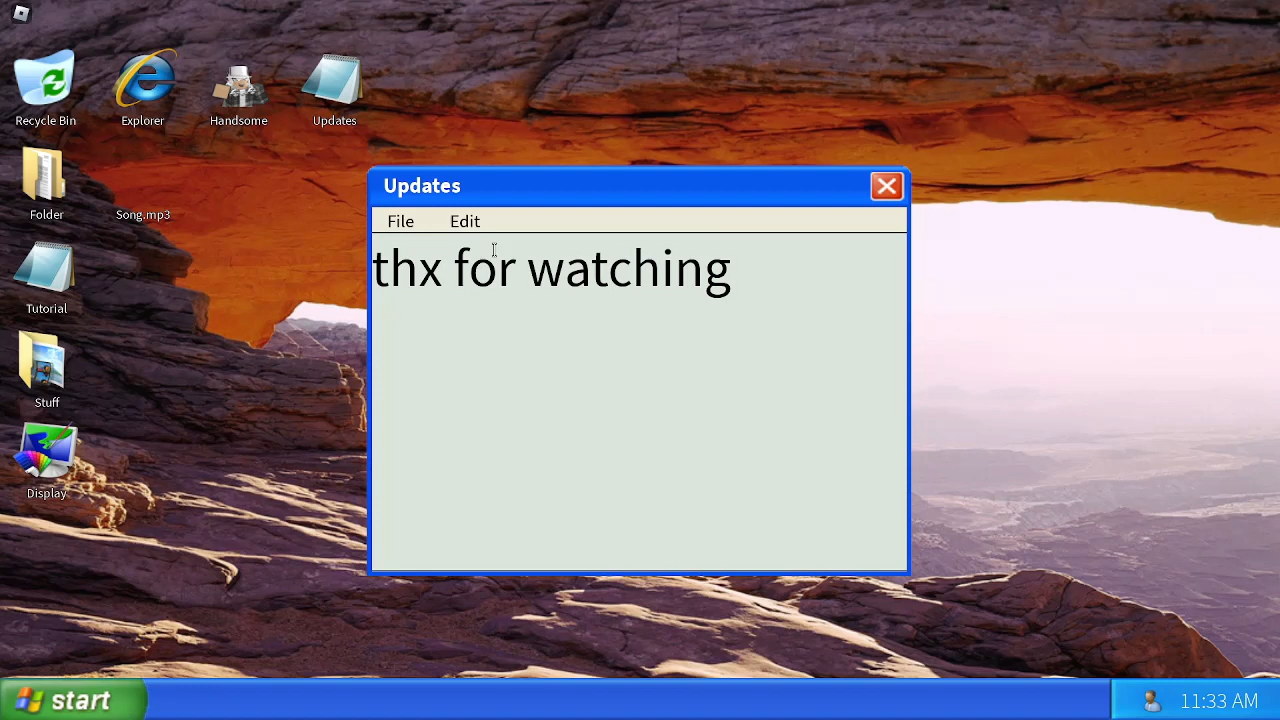 Recycle Bin
Explorer
Handsome
Updates
Folder
Song.mp3
Tutorial
Stuff
Display
Updates
File Edit
thx for watching
start
11:33 AM